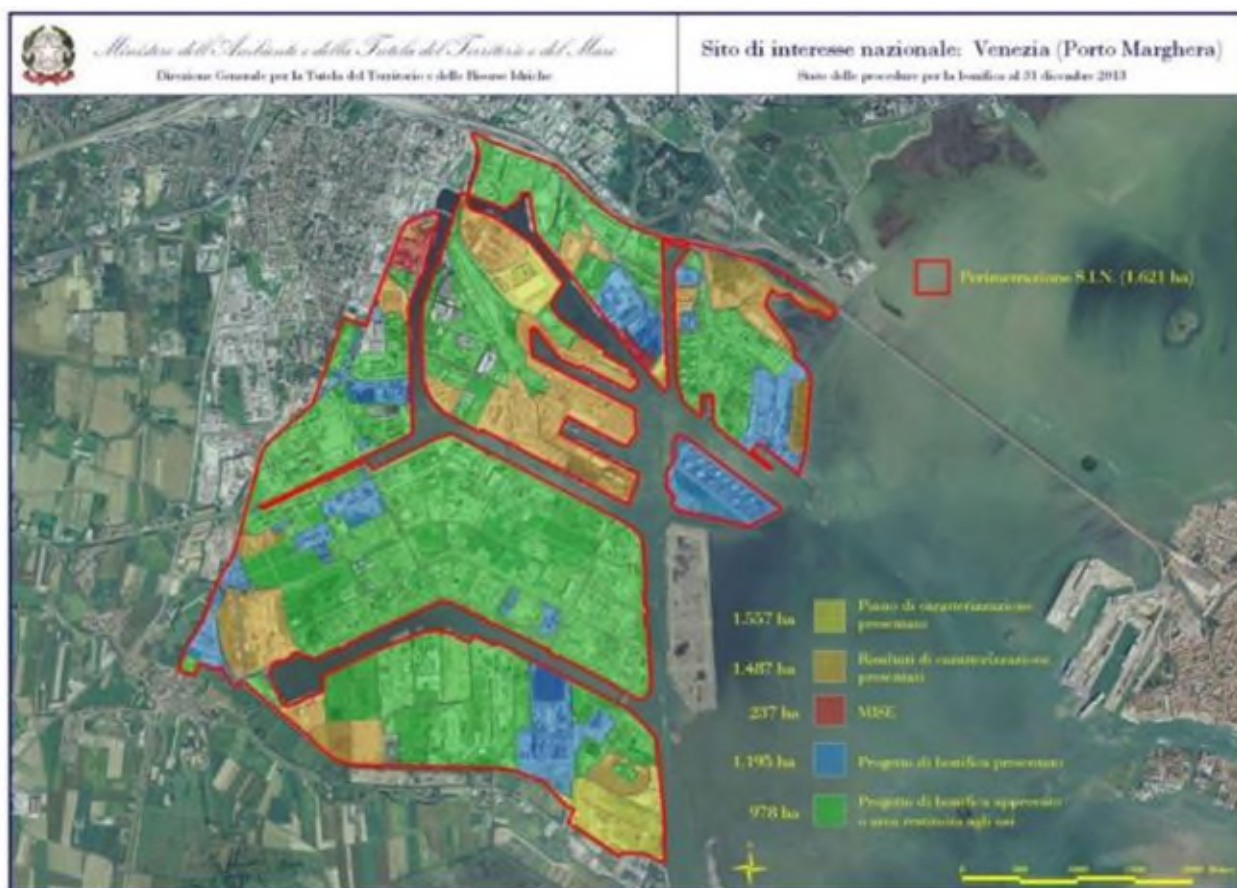 Ministero dell'Ambiente e della Tutela del Territorio e del Mare
Direzione Generale per la Tutela del Territorio e delle Risorse Idriche
Sito di interesse nazionale: Venezia (Porto Marghera)
Stato delle procedure per la bonifica al 31 dicembre 2013
Perimetrazione S.I.N. (1.621 ha)
1.557 ha Piano di caratterizzazione
presentato
1.487 ha Risultati di caratterizzazione
presentati
237 ha MISE
1.195 ha Progetto di bonifica presentato
978 ha Progetto di bonifica approvato
o area restituita agli usi
0